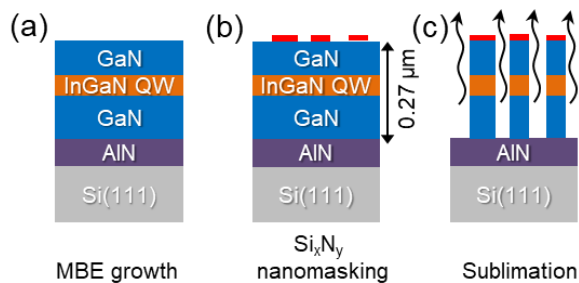 (a)
GaN
InGaN QW
GaN
AlN
Si(111)
MBE growth
(b)
GaN
InGaN QW
GaN
AlN
Si(111)
0.27 µm
SixNy
nanomasking
(c)
AlN
Si(111)
Sublimation